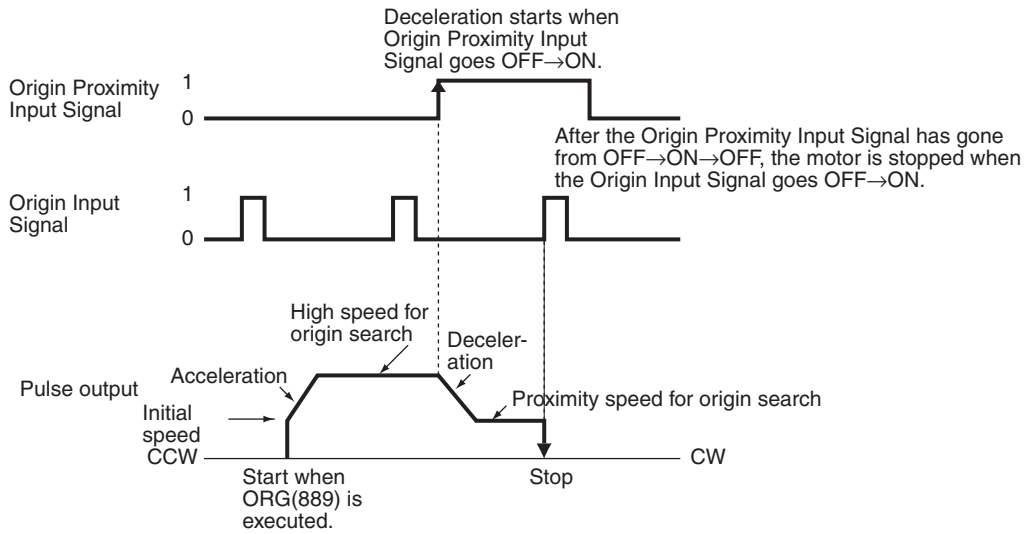 Deceleration starts when
Origin Proximity Input
Signal goes OFF→ON.
Origin Proximity
Input Signal
1
0
After the Origin Proximity Input Signal has gone
from OFF→ON→OFF, the motor is stopped when
the Origin Input Signal goes OFF→ON.
Origin Input
Signal
1
0
High speed for
origin search
Deceler-
ation
Acceleration
Pulse output
Proximity speed for origin search
Initial
speed
CCW
CW
Start when
ORG(889) is
executed.
Stop